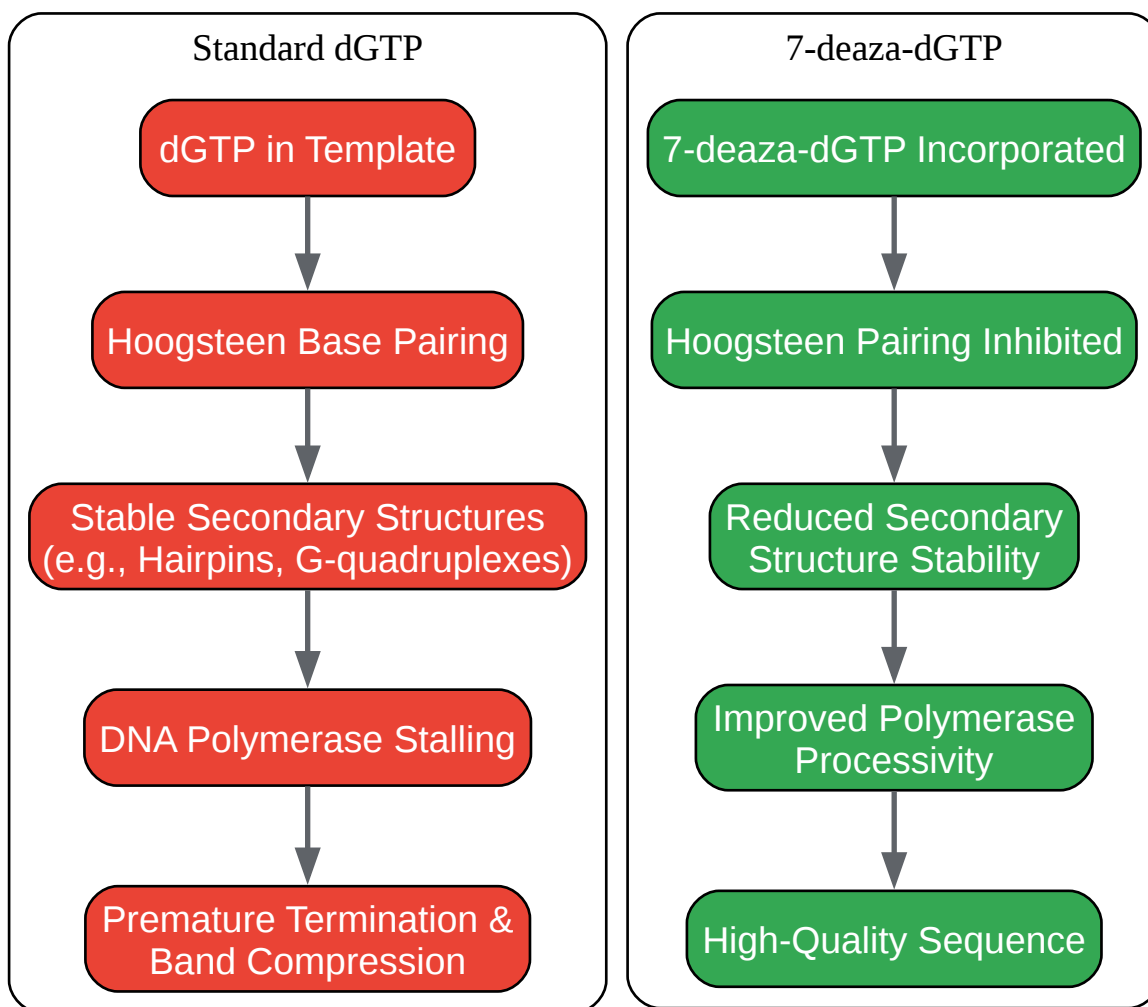 Standard dGTP
dGTP in Template
Hoogsteen Base Pairing
Stable Secondary Structures
(e.g., Hairpins, G-quadruplexes)
DNA Polymerase Stalling
Premature Termination &
Band Compression
7-deaza-dGTP
7-deaza-dGTP Incorporated
Hoogsteen Pairing Inhibited
Reduced Secondary
Structure Stability
Improved Polymerase
Processivity
High-Quality Sequence